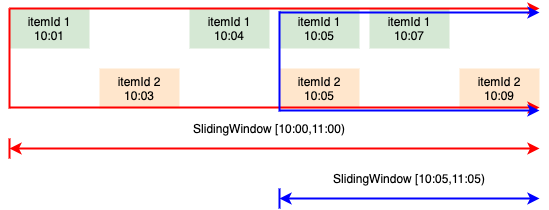 itemId 1
10:01
itemId 1
10:04
itemId 1
10:05
itemId 1
10:07
itemId 2
10:03
itemId 2
10:05
itemId 2
10:09
SlidingWindow [10:00,11:00)
SlidingWindow [10:05,11:05)